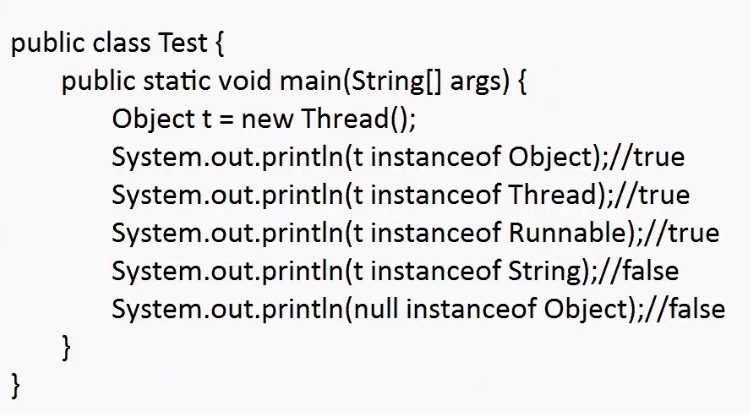 public class Test {
public static void main(String[] args) {
Object t = new Thread();
System.out.println(t instanceof Object);//true
System.out.println(t instanceof Thread);//true
System.out.println(t instanceof Runnable);//true
System.out.println(t instanceof String);//false
System.out.println(null instanceof Object);//false
}
}